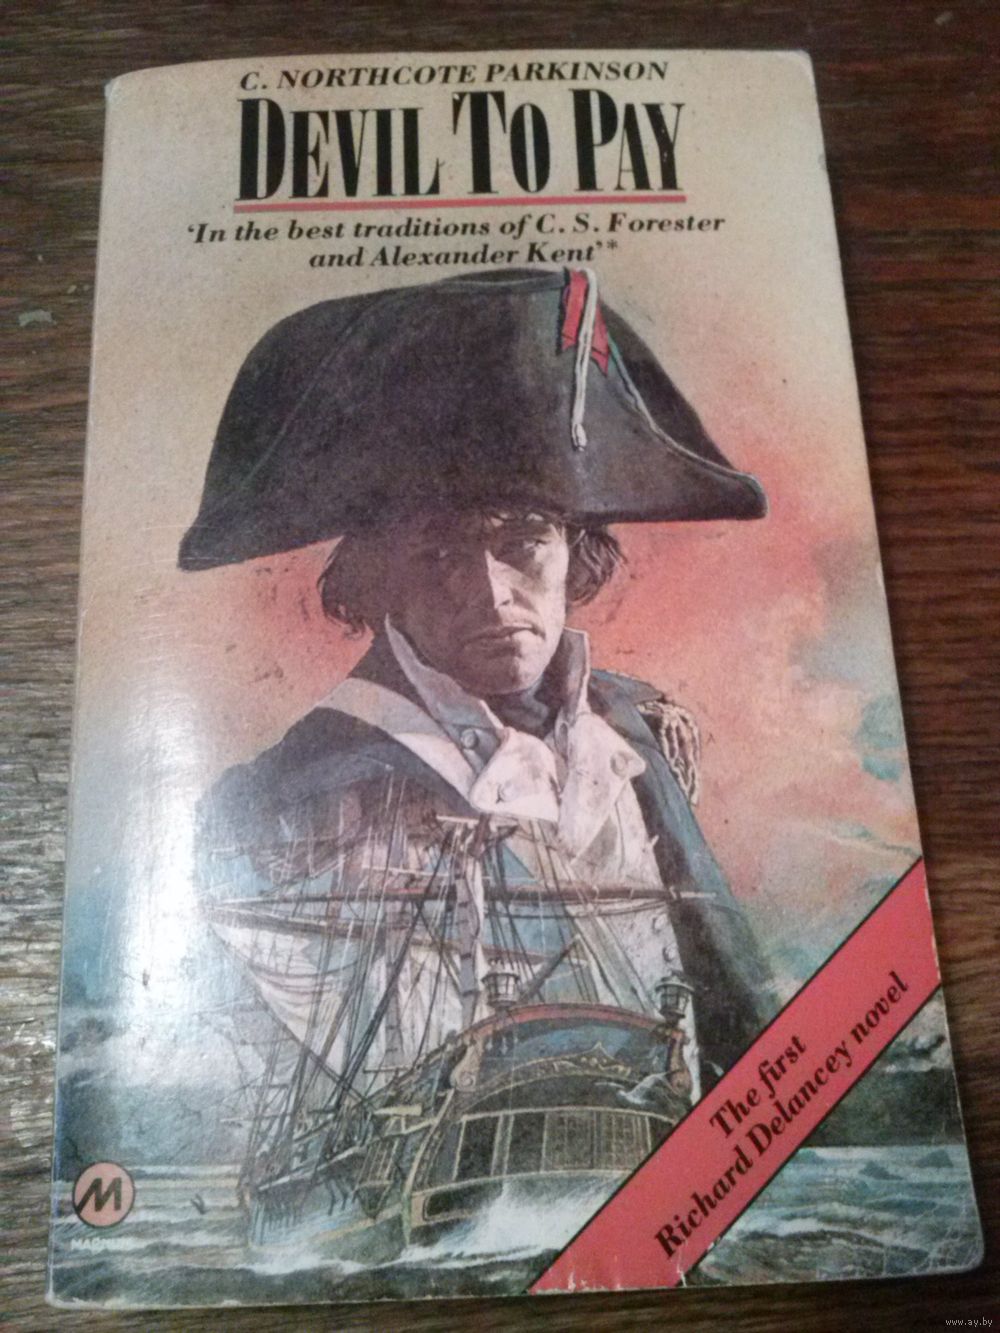 C. NORTHCOTE PARKINSON
DEVIL TO PAY
'In the best traditions of C. S. Forester
and Alexander Kent'*
The first
Richard Delancey novel
M
www.ay.by